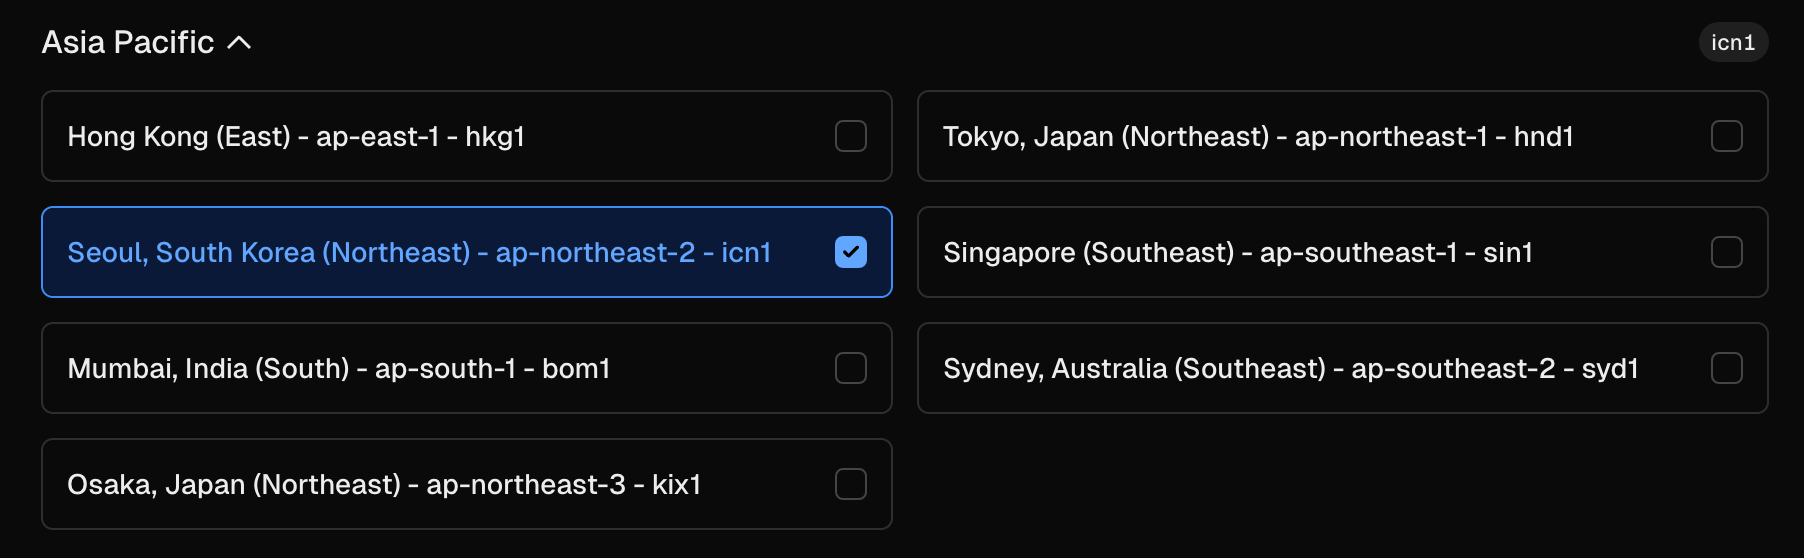 Asia Pacific
icn1
Hong Kong (East) - ap-east-1 - hkg1
Tokyo, Japan (Northeast) - ap-northeast-1 - hnd1
Seoul, South Korea (Northeast) - ap-northeast-2 - icn1
Singapore (Southeast) - ap-southeast-1 - sin1
Mumbai, India (South) - ap-south-1 - bom1
Sydney, Australia (Southeast) - ap-southeast-2 - syd1
Osaka, Japan (Northeast) - ap-northeast-3 - kix1